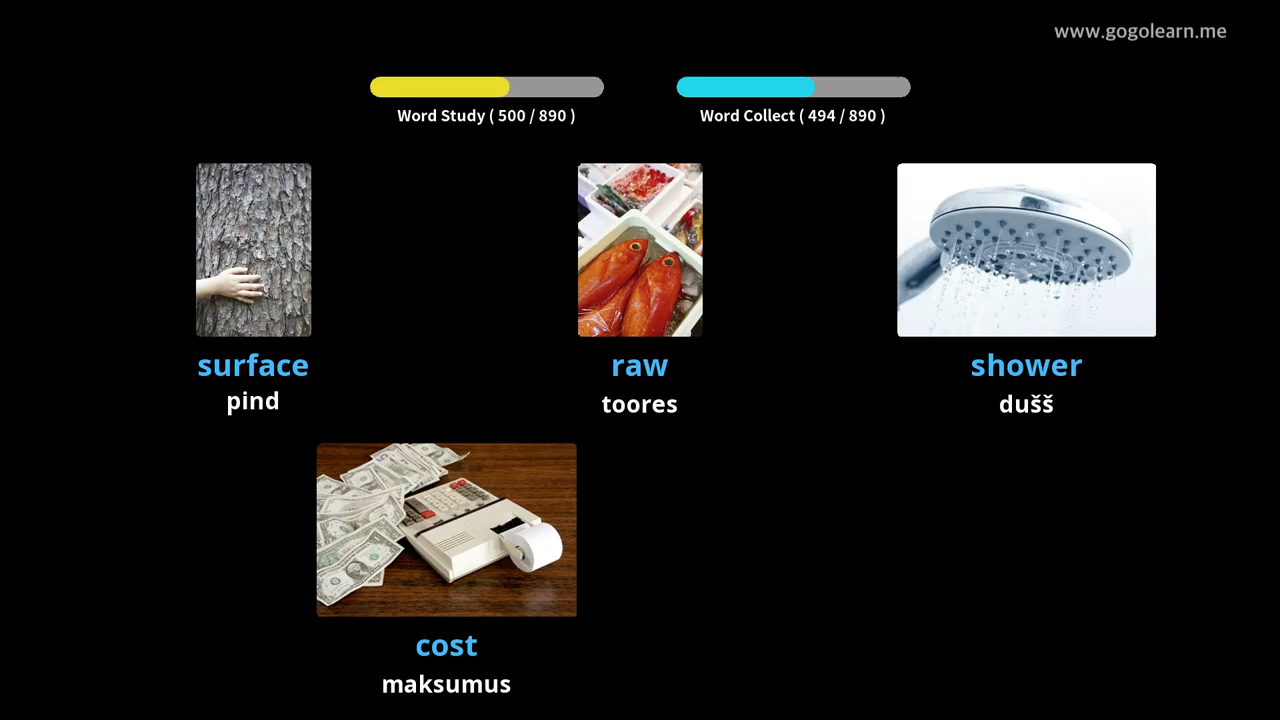 www.gogolearn.me
Word Study ( 500 / 890 )
Word Collect ( 494 / 890 )
surface
pind
raw
toores
shower
dušš
cost
maksumus